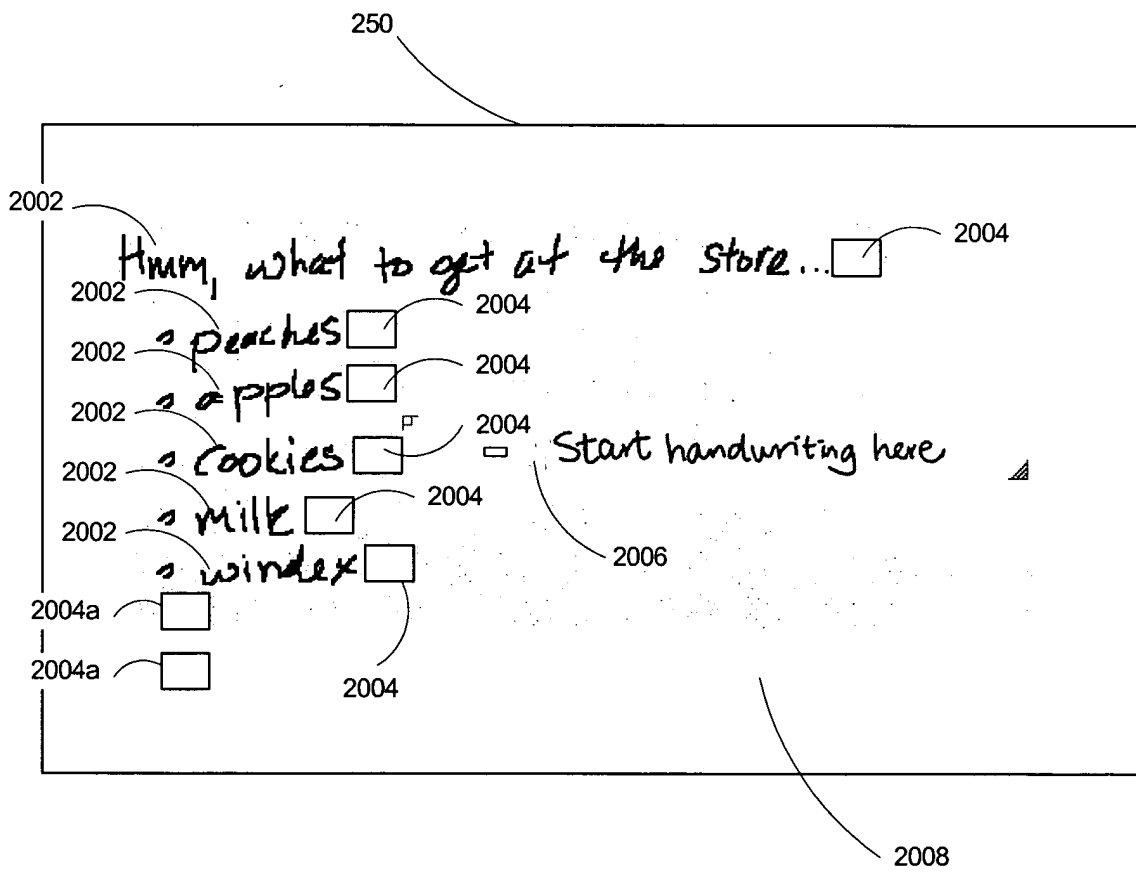 250
2002
Hmm, what to get at the store...
2004
2002
peaches
2004
2002
apples
2004
2002
cookies
2004
Start handwriting here
2002
milk
2004
2006
2002
windex
2004a
2004a
2004
2008